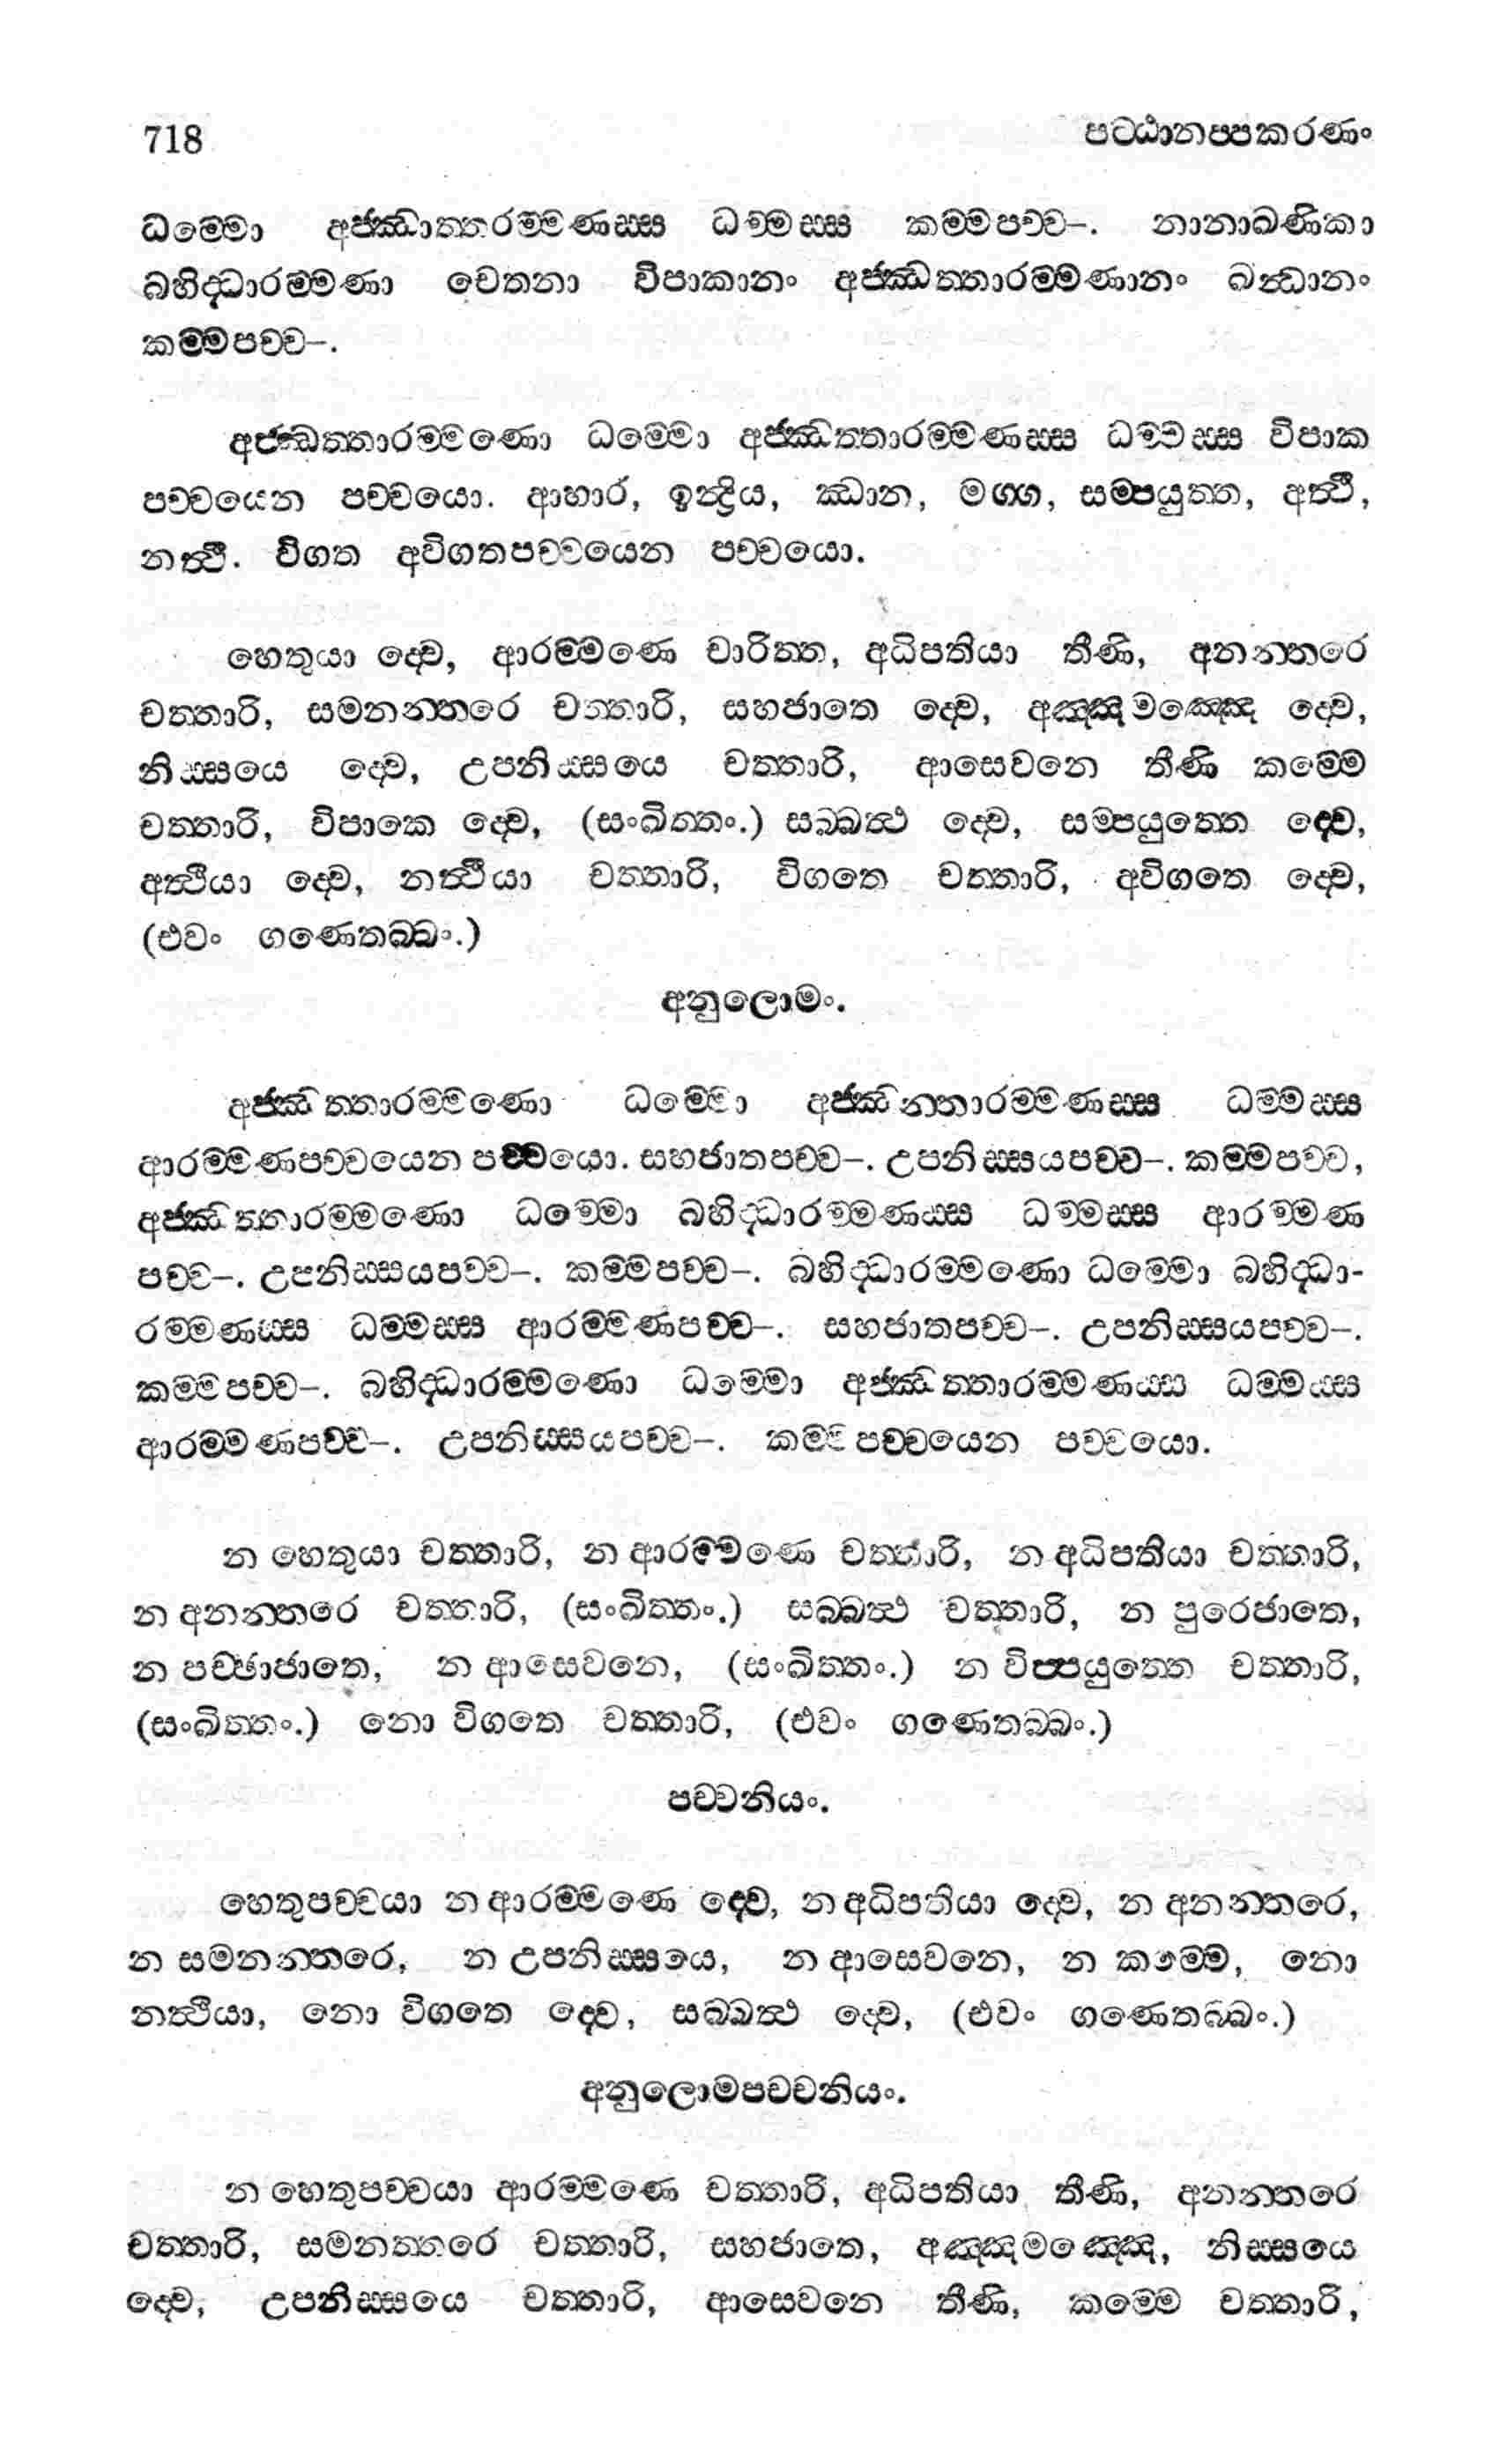 718 පට්ඨානප්පකරණං
ධම්මො අජ්ඣාත්තරම්මණස්ස ධම්මස්ස කම්මපච්ච–. නානාඛණිකා
බහිද්ධාරම්මණා චෙතනා විපාකානං අජ්ඣත්තාරම්මණානං ඛන්ධානං
කම්මපච්ච–.
අජ්ඣත්තාරම්මණො ධම්මො අජ්ඣත්තාරම්මණස්ස ධම්මස්ස විපාක
පච්චයෙන පච්චයො. ආහාර, ඉන්ද්‍රිය, ඣාන, මග්ග, සම්පයුත්ත, අත්ථි,
නත්ථි. විගත අවිගතපච්චයෙන පච්චයො.
හෙතුයා ද්වෙ, ආරම්මණෙ චාරිත්ත, අධිපතියා තීණි, අනන්තරෙ
චත්තාරි, සමනන්තරෙ චත්තාරි, සහජාතෙ ද්වෙ, අඤ්ඤමඤ්ඤෙ ද්වෙ,
නිස්සයෙ ද්වෙ, උපනිස්සයෙ චත්තාරි, ආසෙවනෙ තීණි කම්මෙ
චත්තාරි, විපාකෙ ද්වෙ, (සංඛිත්තං.) සබ්බත්ථ ද්වෙ, සම්පයුත්තෙ ද්වෙ,
අත්ථියා ද්වෙ, නත්ථියා චත්තාරි, විගතෙ චත්තාරි, අවිගතෙ ද්වෙ,
(එවං ගණෙතබ්බං.)
අනුලොමං.
අජ්ඣත්තාරම්මණො ධම්මො අජ්ඣත්තාරම්මණස්ස ධම්මස්ස
ආරම්මණපච්චයෙන පච්චයො. සහජාතපච්ච–. උපනිස්සයපච්ච–. කම්මපච්ච,
අජ්ඣත්තාරම්මණො ධම්මො බහිද්ධාරම්මණස්ස ධම්මස්ස ආරම්මණ
පච්ච–. උපනිස්සයපච්ච–. කම්මපච්ච–. බහිද්ධාරම්මණො ධම්මො බහිද්ධා-
රම්මණස්ස ධම්මස්ස ආරම්මණපච්ච–. සහජාතපච්ච–. උපනිස්සයපච්ච–.
කම්මපච්ච–. බහිද්ධාරම්මණො ධම්මො අජ්ඣත්තාරම්මණස්ස ධම්මස්ස
ආරම්මණපච්ච–. උපනිස්සයපච්ච–. කම්මපච්චයෙන පච්චයො.
න හෙතුයා චත්තාරි, න ආරම්මණෙ චත්තාරි, න අධිපතියා චත්තාරි,
න අනන්තරෙ චත්තාරි, (සංඛිත්තං.) සබ්බත්ථ චත්තාරි, න පුරෙජාතෙ,
න පච්ඡාජාතෙ, න ආසෙවනෙ, (සංඛිත්තං.) න විප්පයුත්තෙ චත්තාරි,
(සංඛිත්තං.) නො විගතෙ චත්තාරි, (එවං ගණෙතබ්බං.)
පච්චනියං.
හෙතුපච්චයා න ආරම්මණෙ ද්වෙ, න අධිපතියා ද්වෙ, න අනන්තරෙ,
න සමනන්තරෙ, න උපනිස්සයෙ, න ආසෙවනෙ, න කම්මෙ, නො
නත්ථියා, නො විගතෙ ද්වෙ, සබ්බත්ථ ද්වෙ, (එවං ගණෙතබ්බං.)
අනුලොමපච්චනියං.
න හෙතුපච්චයා ආරම්මණෙ චත්තාරි, අධිපතියා තීණි, අනන්තරෙ
චත්තාරි, සමනත්තරෙ චත්තාරි, සහජාතෙ, අඤ්ඤමඤ්ඤෙ, නිස්සයෙ
ද්වෙ, උපනිස්සයෙ චත්තාරි, ආසෙවනෙ තීණි, කම්මෙ චත්තාරි,